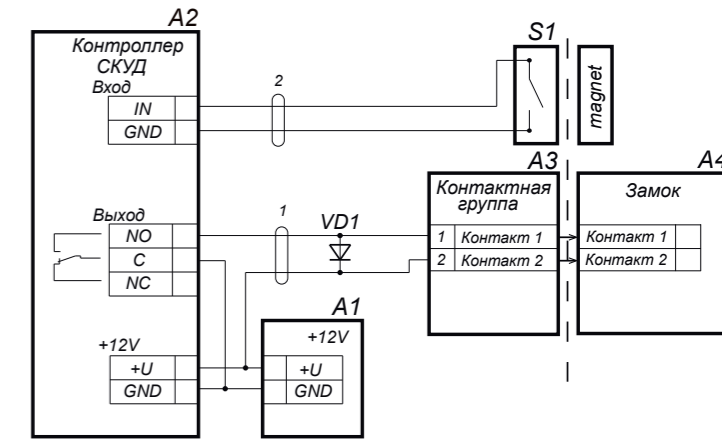 A2
Контроллер
СКУД
Вход
IN
GND
2
S1
magnet
A3
Контактная
группа
1 Контакт 1
2 Контакт 2
A4
Замок
Контакт 1
Контакт 2
Выход
NO
C
NC
1
VD1
+12V
+U
GND
A1
+12V
+U
GND